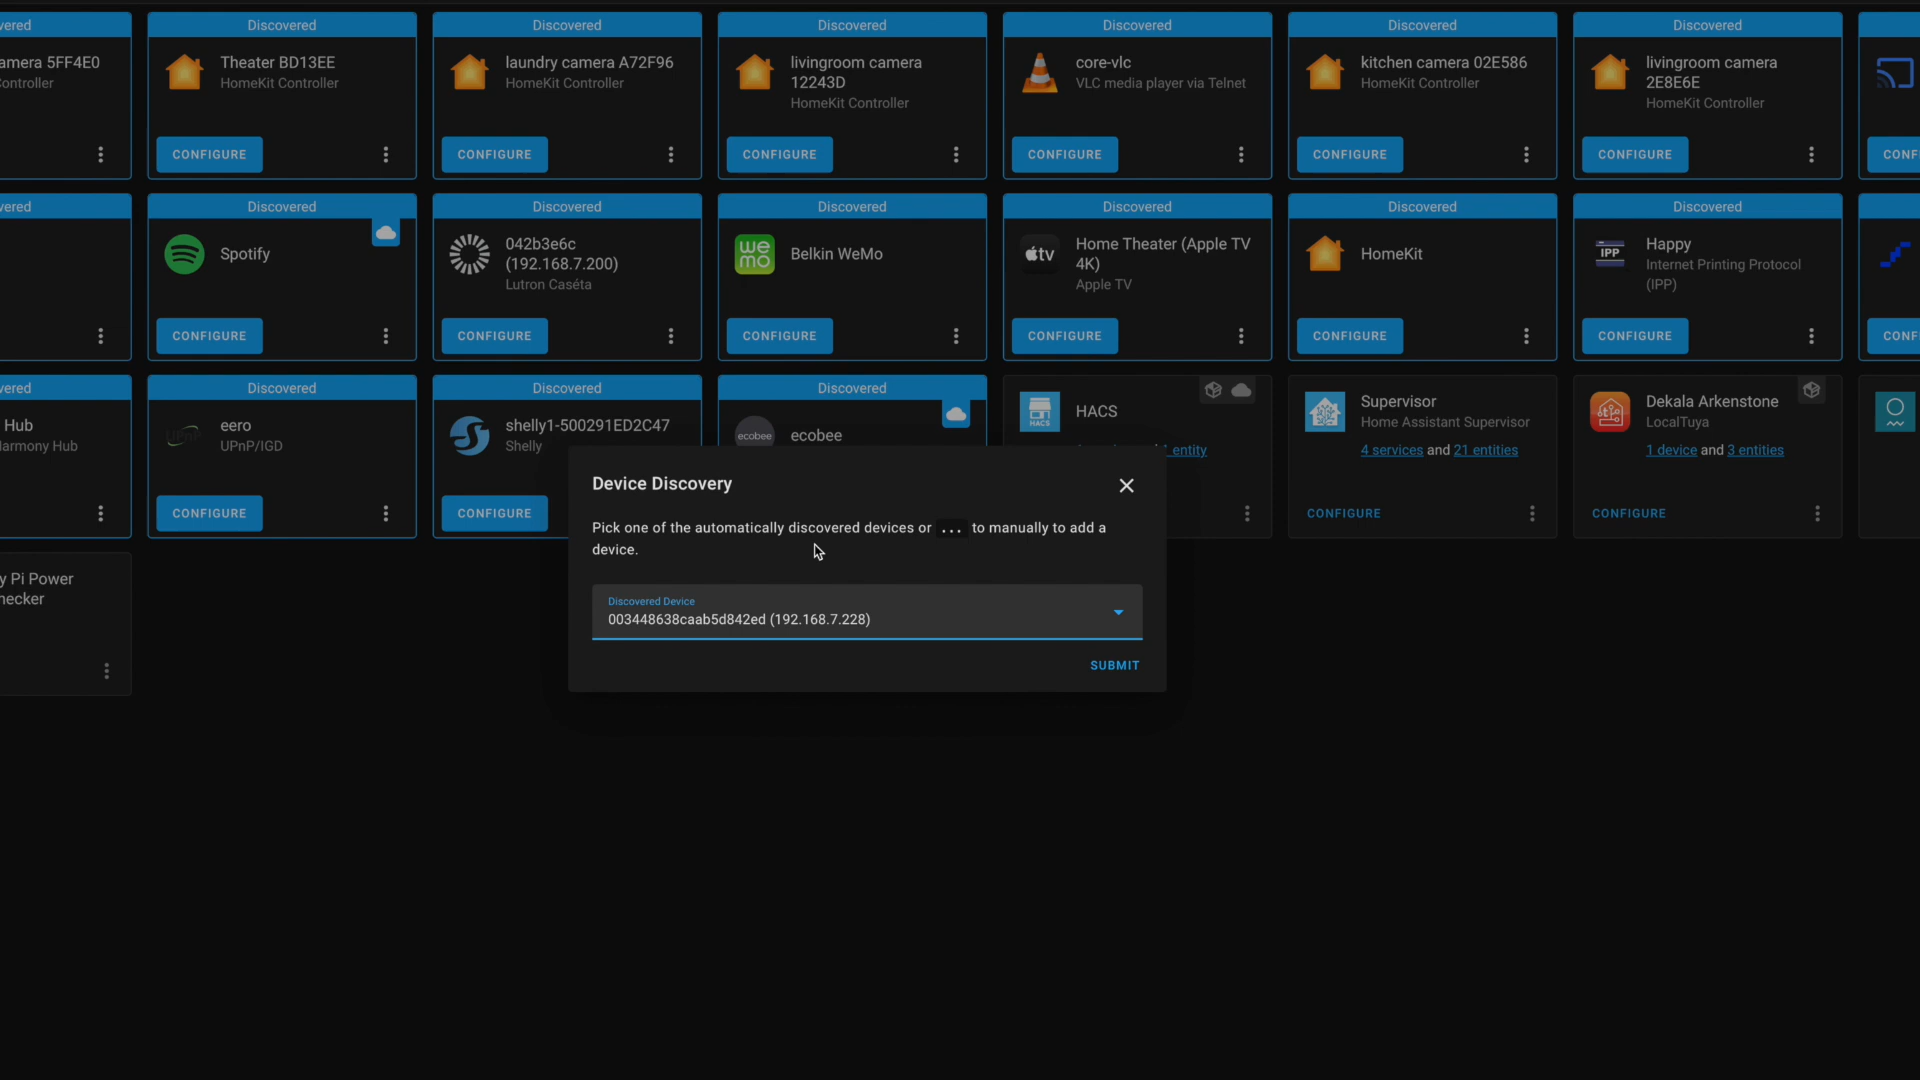 vered
Discovered
Discovered
Discovered
Discovered
Discovered
Discovered
amera 5FF4E0
ontroller
Theater BD13EE
HomeKit Controller
laundry camera A72F96
HomeKit Controller
livingroom camera
12243D
HomeKit Controller
core-vlc
VLC media player via Telnet
kitchen camera 02E586
HomeKit Controller
livingroom camera
2E8E6E
HomeKit Controller
CONFIGURE
CONFIGURE
CONFIGURE
CONFIGURE
CONFIGURE
CONFIGURE
CONF
vered
Discovered
Discovered
Discovered
Discovered
Discovered
Discovered
Spotify
042b3e6c
(192.168.7.200)
Lutron Caséta
we
mo
Belkin WeMo
tv
Home Theater (Apple TV
4K)
Apple TV
HomeKit
IPP
Happy
Internet Printing Protocol
(IPP)
CONFIGURE
CONFIGURE
CONFIGURE
CONFIGURE
CONFIGURE
CONFIGURE
CONF
vered
Discovered
Discovered
Discovered
Hub
armony Hub
UPnP
eero
UPnP/IGD
shelly1-500291ED2C47
Shelly
ecobee
ecobee
HACS
HACS
entity
Supervisor
Home Assistant Supervisor
4 services and 21 entities
Dekala Arkenstone
LocalTuya
1 device and 3 entities
CONFIGURE
CONFIGURE
CONFIGURE
CONFIGURE
Device Discovery
Pick one of the automatically discovered devices or ... to manually to add a
device.
Discovered Device
003448638caab5d842ed (192.168.7.228)
SUBMIT
y Pi Power
hecker